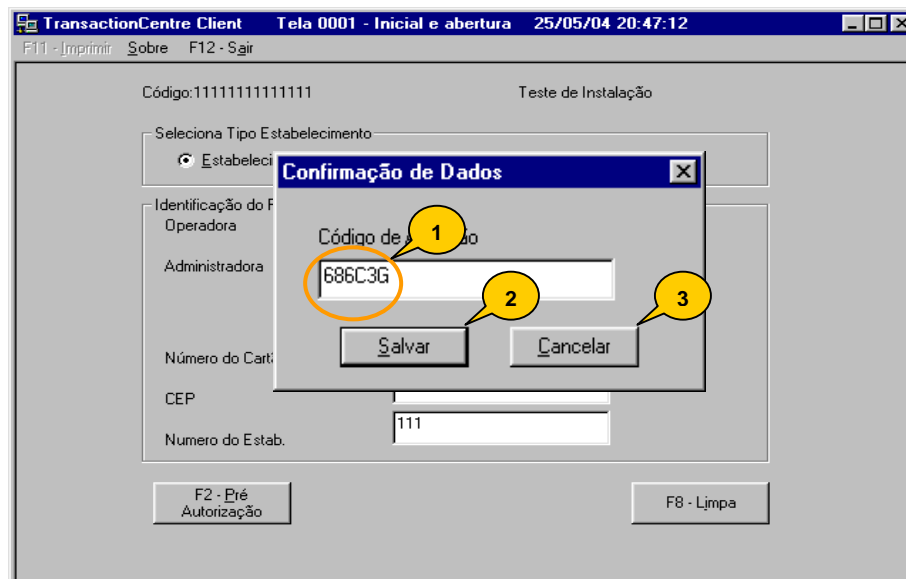 TransactionCentre Client Tela 0001 - Inicial e abertura 25/05/04 20:47:12
F11 - Imprimir Sobre F12 - Sair
Código:11111111111111 Teste de Instalação
Seleciona Tipo Estabelecimento
Confirmação de Dados
Identificação do
Operadora
Código de
1
Administradora
686C3G
2
3
Salvar Cancelar
Número do
CEP
111
Numero do Estab.
F2 - Pré
Autorização
F8 - Limpa